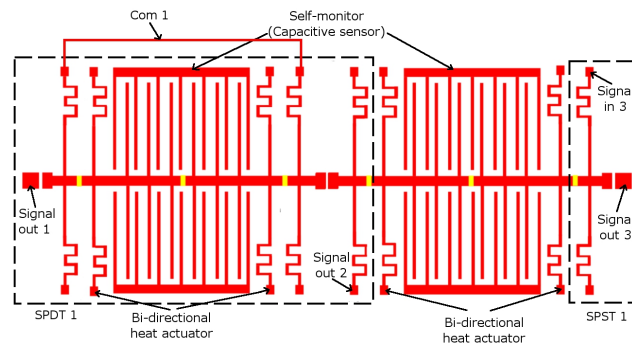 Com 1
Self-monitor
(Capacitive sensor)
Signa
in 3
Signal
out 1
Signal
out 2
Signa
out 3
SPDT 1
Bi-directional
heat actuator
Bi-directional
heat actuator
SPST 1